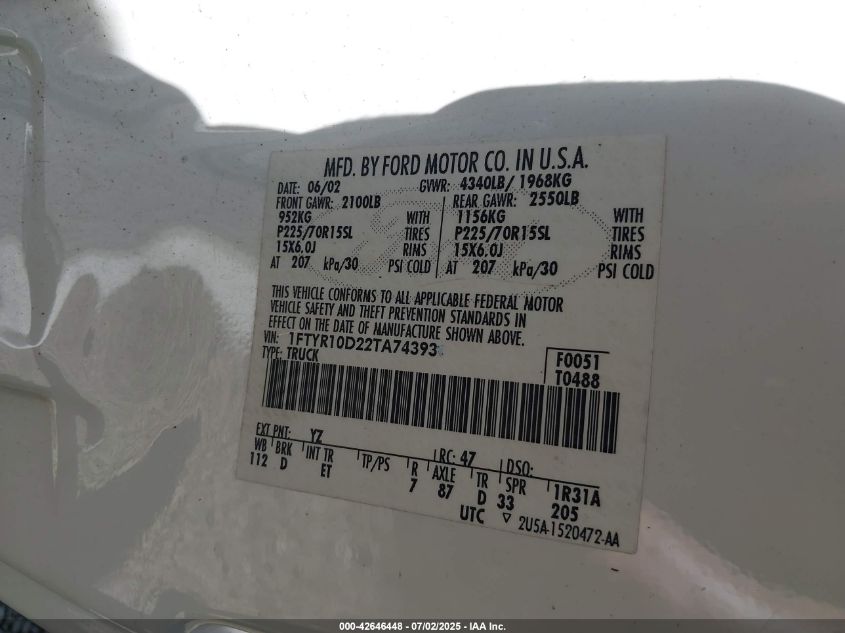 MFD. BY FORD MOTOR CO. IN U.S.A.
DATE: 06/02 GVWR: 4340LB/ 1968KG
FRONT GAWR: 2100LB REAR GAWR: 2550LB
952KG WITH 1156KG WITH
P225/70R15SL TIRES P225/70R15SL TIRES
15X6.0J RIMS 15X6.0J RIMS
AT 207 kPa/30 PSI COLD AT 207 kPa/30 PSI COLD
THIS VEHICLE CONFORMS TO ALL APPLICABLE FEDERAL MOTOR
VEHICLE SAFETY AND THEFT PREVENTION STANDARDS IN
EFFECT ON THE DATE OF MANUFACTURE SHOWN ABOVE.
VIN: 1FTYR10D22TA74393
TYPE: TRUCK
F0051
T0488
EXT PNT: YZ RC: 47 DSO:
WB BRK INT TR TP/PS R AXLE TR SPR 1R31A
112 D ET 7 87 D 33 205
UTC ▽ 2U5A-1520472-AA
000-42646448 - 07/02/2025 - IAA Inc.